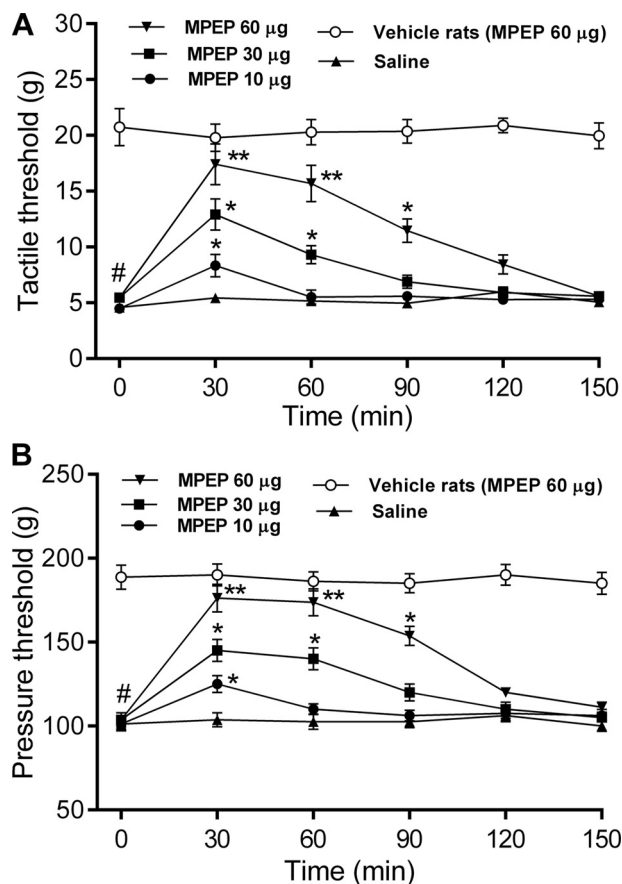 A
MPEP 60 μg
MPEP 30 μg
MPEP 10 μg
Vehicle rats (MPEP 60 μg)
Saline
Tactile threshold (g)
25
20
15
10
5
0
#
**
**
*
*
*
*
0 30 60 90 120 150
Time (min)
B
MPEP 60 μg
MPEP 30 μg
MPEP 10 μg
Vehicle rats (MPEP 60 μg)
Saline
Pressure threshold (g)
250
200
150
100
50
#
**
**
*
*
*
*
0 30 60 90 120 150
Time (min)